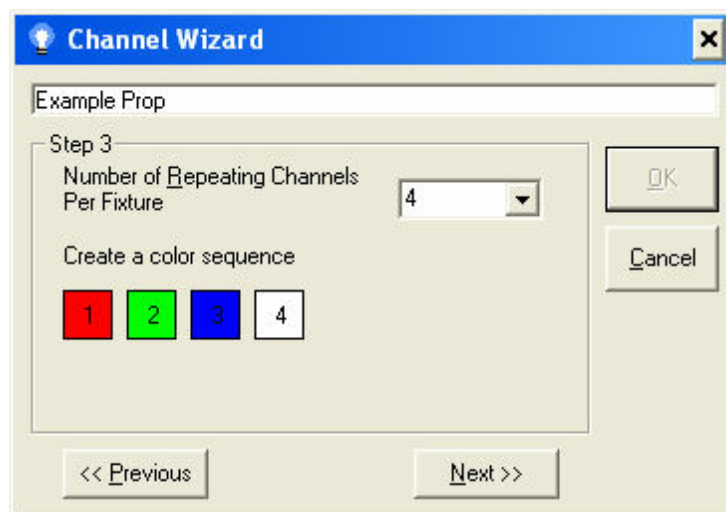 Channel Wizard
Example Prop
Step 3
Number of Repeating Channels
Per Fixture
4
Create a color sequence
1 2 3 4
OK
Cancel
<< Previous
Next >>